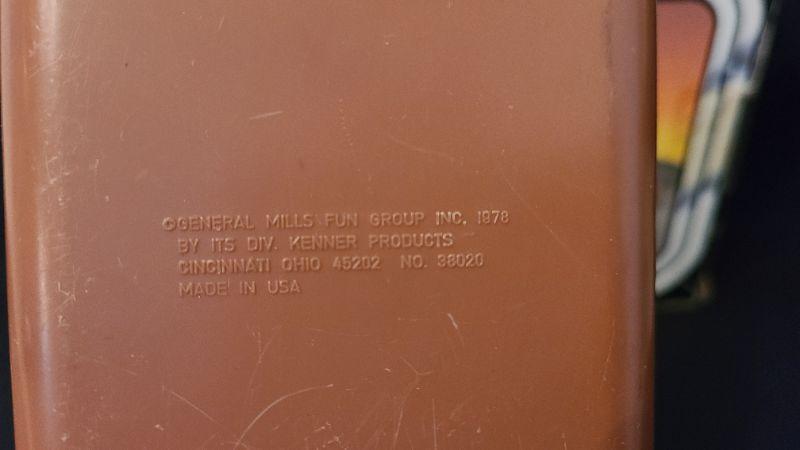 ©GENERAL MILLS FUN GROUP INC, 1978
BY ITS DIV. KENNER PRODUCTS
CINCINNATI OHIO 45202 NO. 38020
MADE IN USA